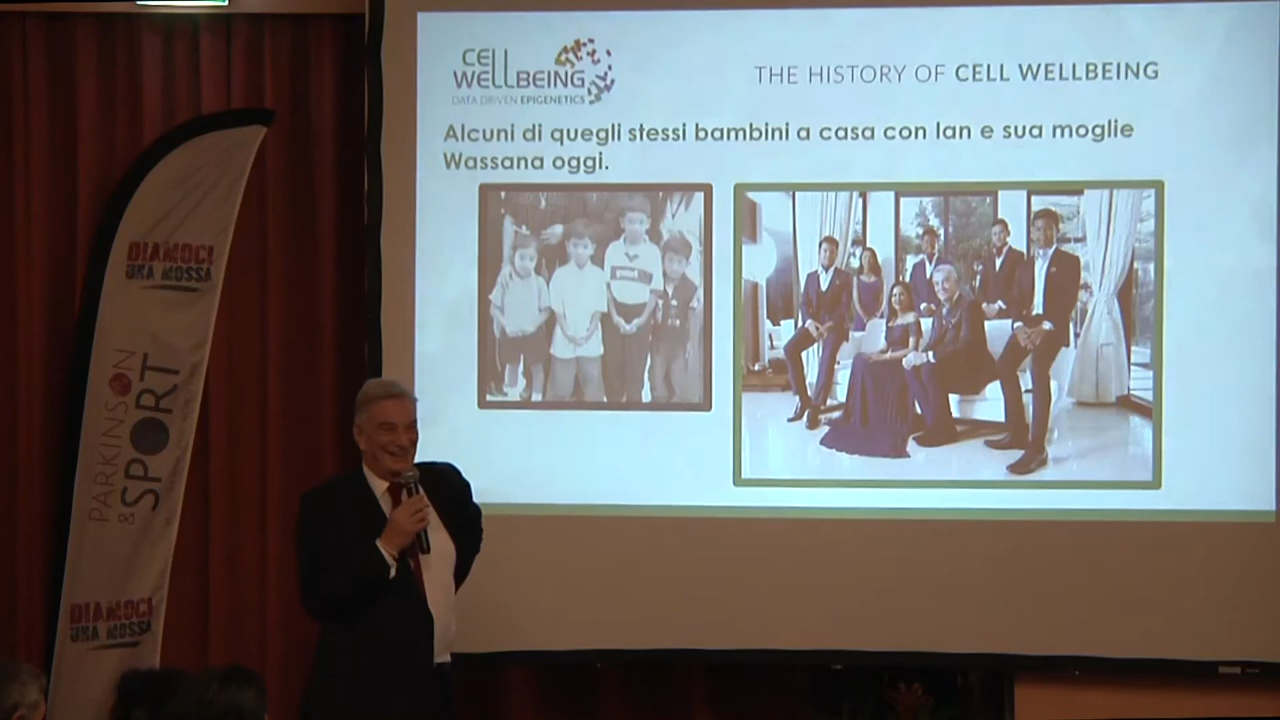 CELL
WELLBEING
DATA DRIVEN EPIGENETICS
THE HISTORY OF CELL WELLBEING
Alcuni di quegli stessi bambini a casa con Ian e sua moglie
Wassana oggi.
DIAMOCI
UNA MOSSA
PARKINSON
& SPORT
DIAMOCI
UNA MOSSA